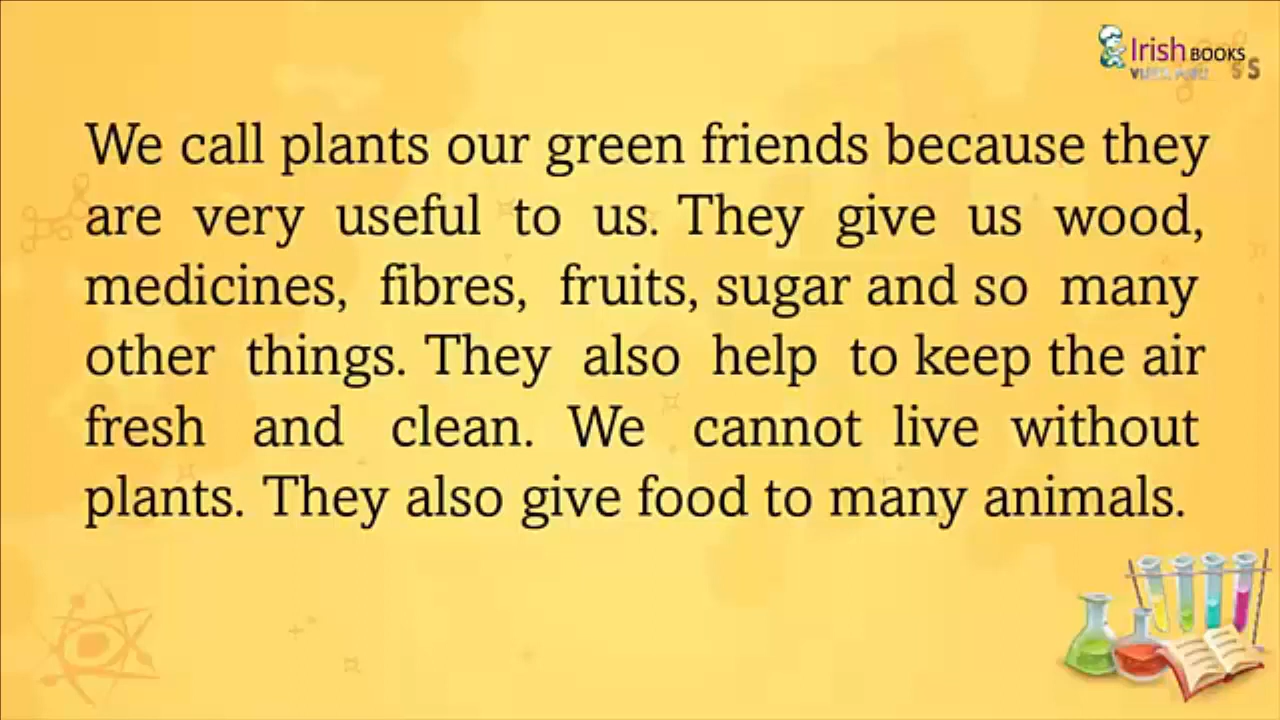 Irish BOOKS
We call plants our green friends because they
are very useful to us. They give us wood,
medicines, fibres, fruits, sugar and so many
other things. They also help to keep the air
fresh and clean. We cannot live without
plants. They also give food to many animals.